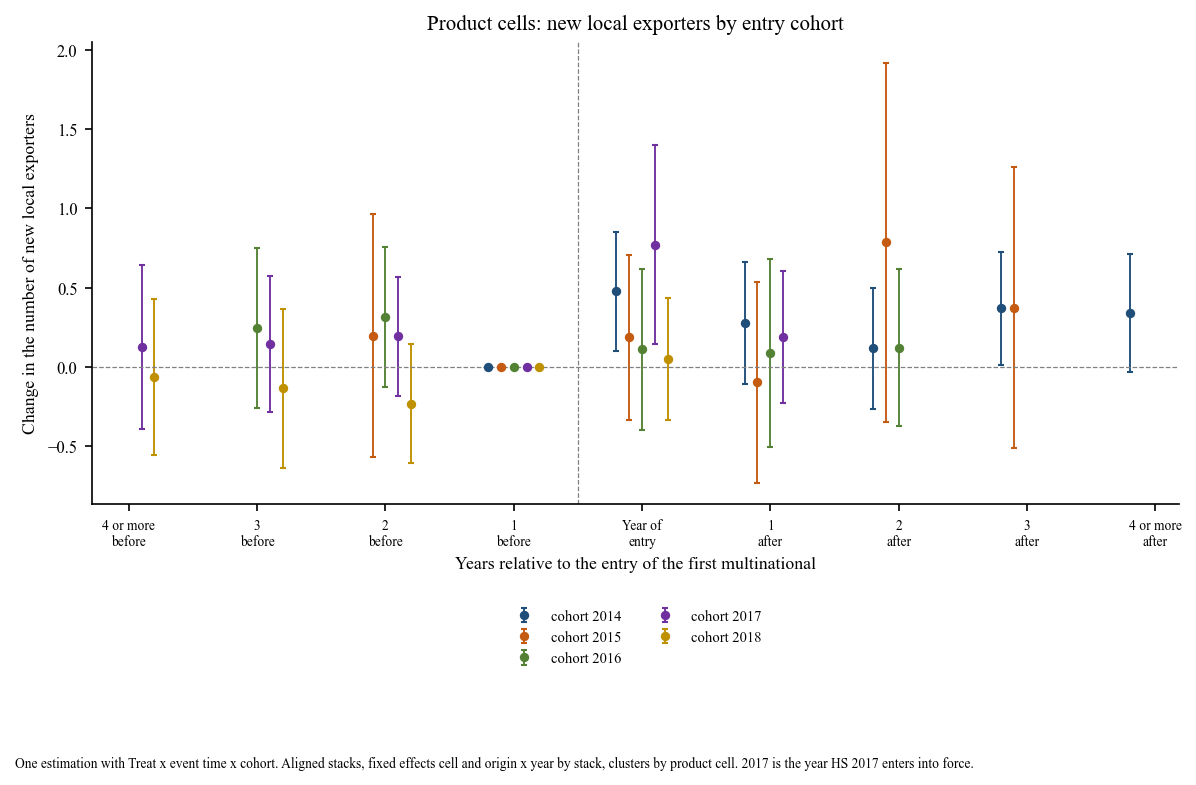 Product cells: new local exporters by entry cohort
Change in the number of new local exporters
2.0
1.5
1.0
0.5
0.0
−0.5
4 or more before
3 before
2 before
1 before
Year of entry
1 after
2 after
3 after
4 or more after
Years relative to the entry of the first multinational
cohort 2014
cohort 2015
cohort 2016
cohort 2017
cohort 2018
One estimation with Treat x event time x cohort. Aligned stacks, fixed effects cell and origin x year by stack, clusters by product cell. 2017 is the year HS 2017 enters into force.